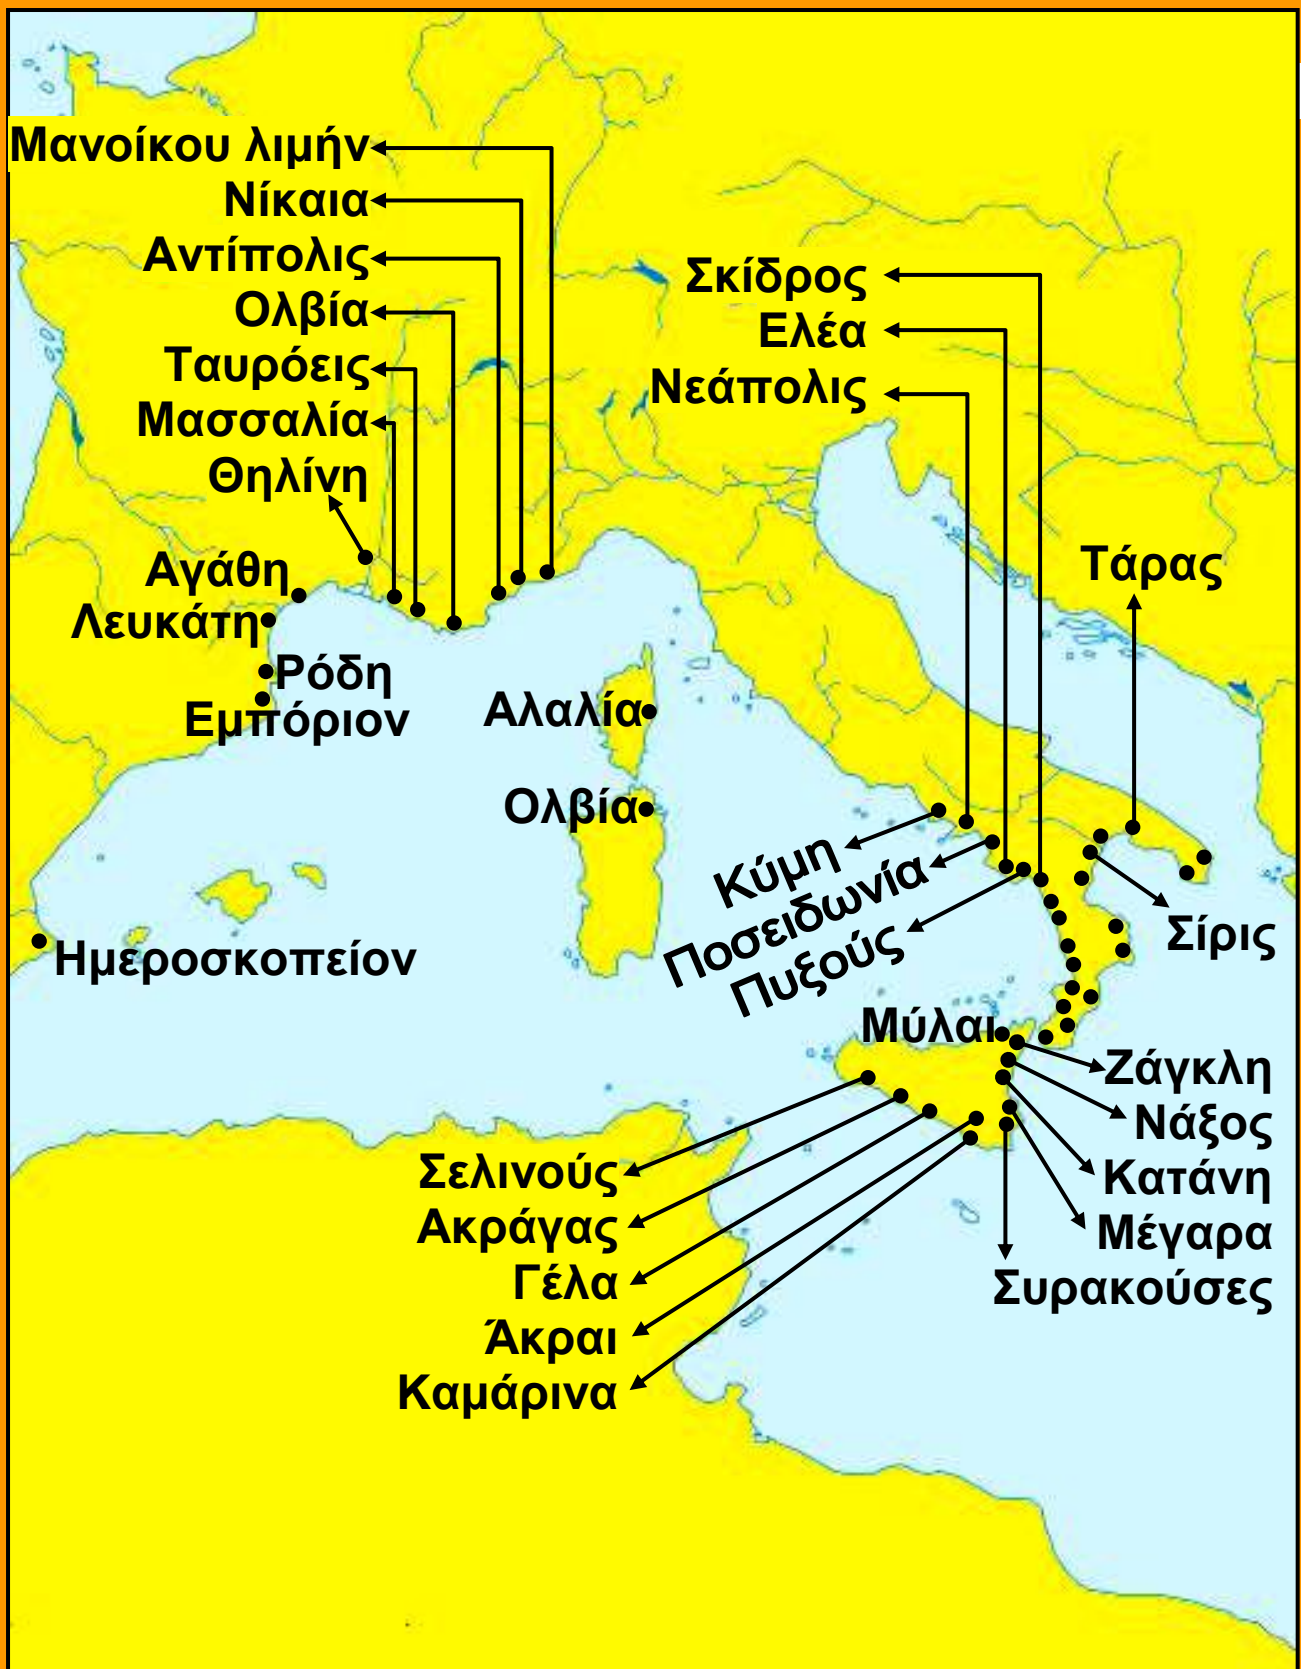 Μανοίκου λιμήν
Νίκαια
Αντίπολις
Ολβία
Ταυρόεις
Μασσαλία
Θηλίνη
Αγάθη
Λευκάτη
Ρόδη
Εμπόριον
Ημεροσκοπείον
Αλαλία
Ολβία
Σκίδρος
Ελέα
Νεάπολις
Τάρας
Κύμη
Ποσειδωνία
Πυξούς
Σίρις
Μύλαι
Ζάγκλη
Νάξος
Κατάνη
Μέγαρα
Συρακούσες
Σελινούς
Ακράγας
Γέλα
Άκραι
Καμάρινα